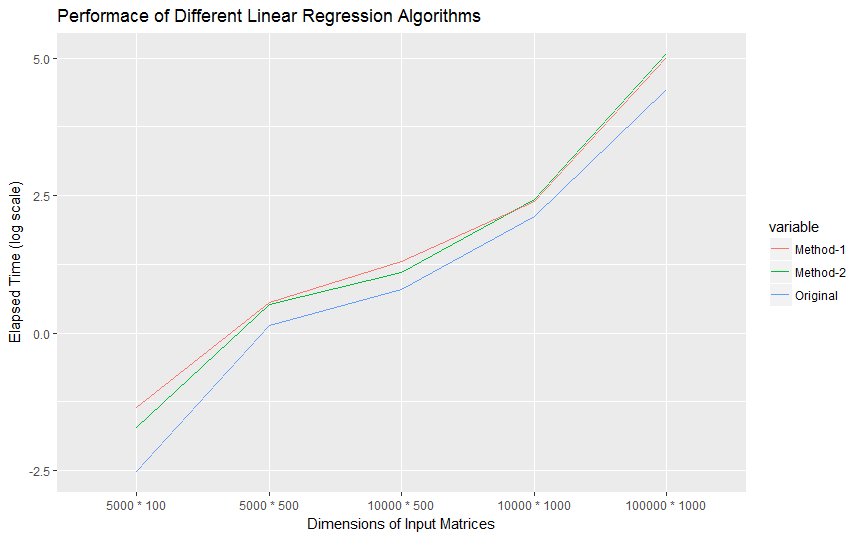 Performace of Different Linear Regression Algorithms
Elapsed Time (log scale)
5.0
2.5
0.0
-2.5
5000 * 100
5000 * 500
10000 * 500
10000 * 1000
100000 * 1000
Dimensions of Input Matrices
variable
Method-1
Method-2
Original